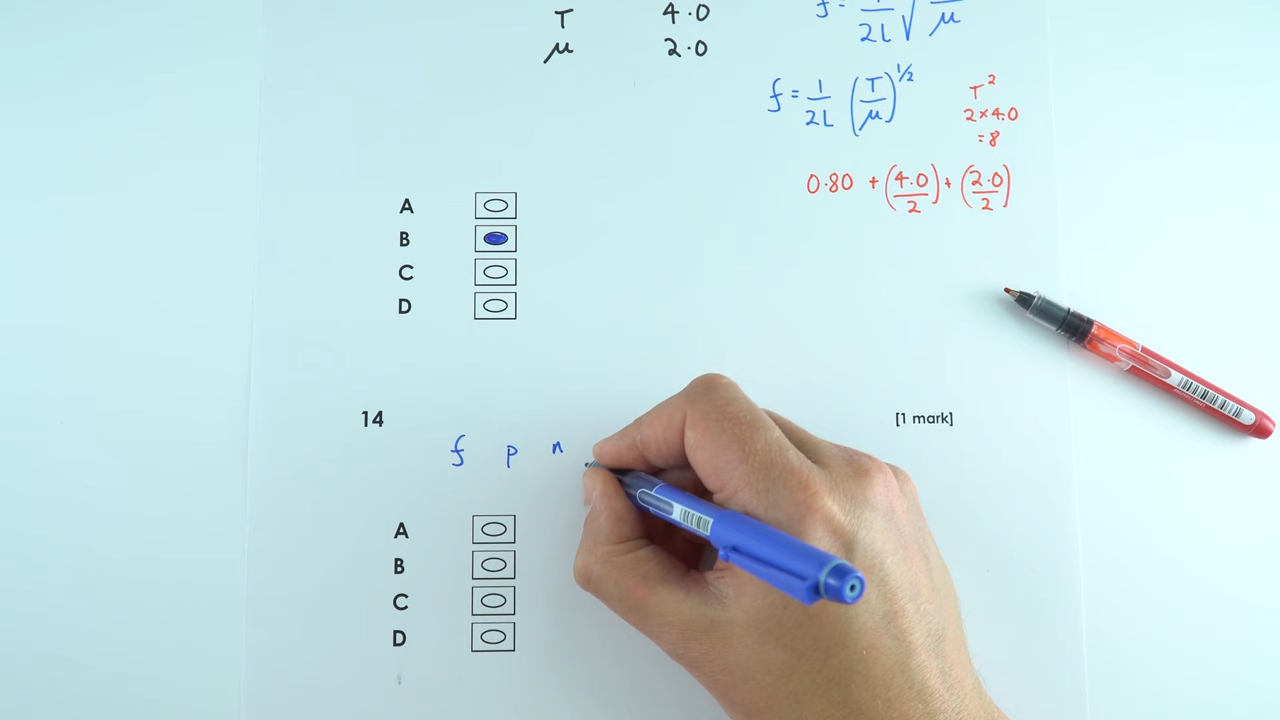 T 4.0
μ 2.0
f = 1/2L √ /μ
f = 1/2L (T/μ)^1/2
T²
2×4.0
= 8
0.80 + (4.0/2) + (2.0/2)
A
B
C
D
14 [1 mark]
f p n
A
B
C
D